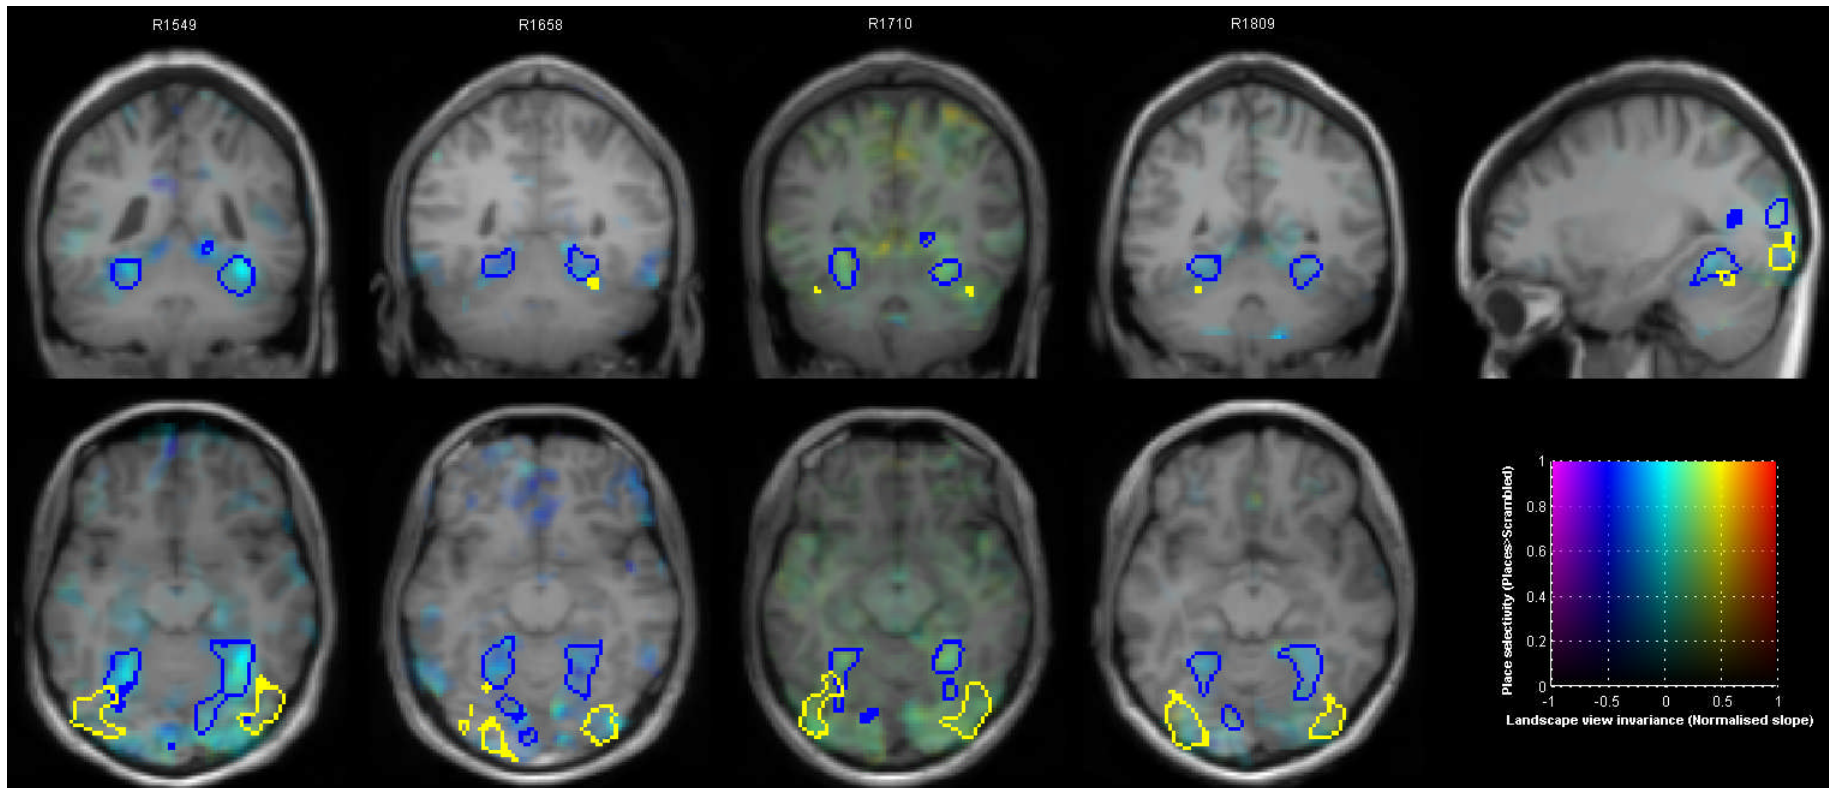 R1549
R1658
R1710
R1809
Place selectivity (Places>Scrambled)
1
0.8
0.6
0.4
0.2
0
-1
-0.5
0
0.5
1
Landscape view invariance (Normalised slope)